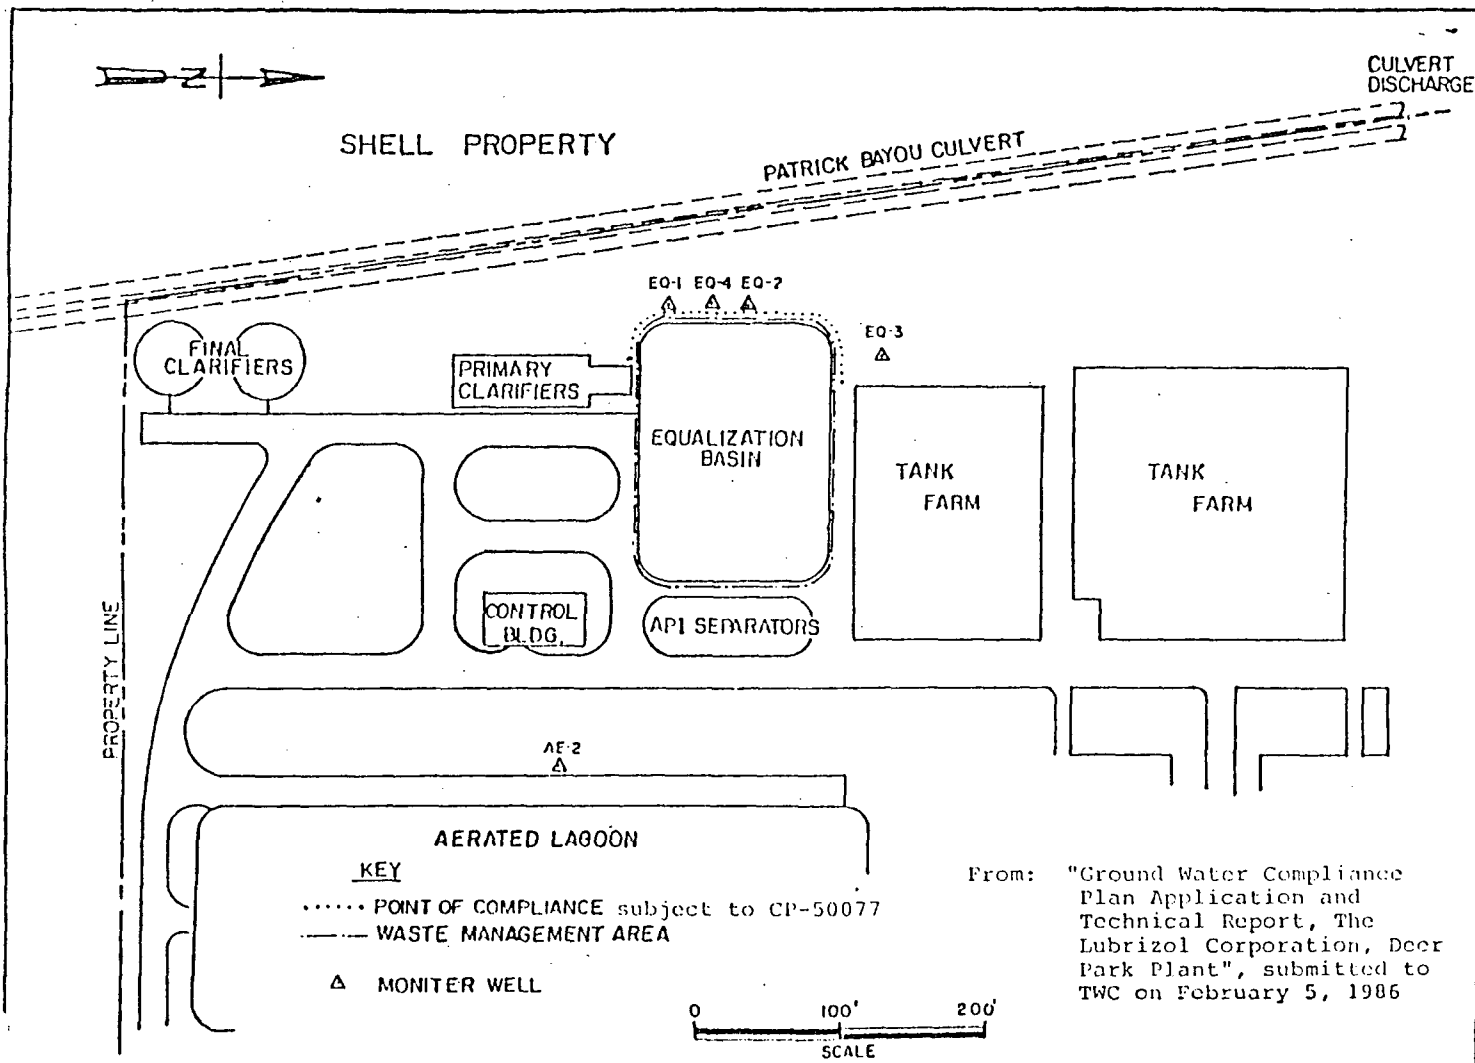 CULVERT
DISCHARGE
N
SHELL PROPERTY
PATRICK BAYOU CULVERT
EQ-1 EQ-4 EQ-2
EQ-3
FINAL
CLARIFIERS
PRIMARY
CLARIFIERS
EQUALIZATION
BASIN
TANK
FARM
TANK
FARM
CONTROL
BLDG.
API SEPARATORS
PROPERTY LINE
AE-2
AERATED LAGOON
KEY
POINT OF COMPLIANCE subject to CP-50077
WASTE MANAGEMENT AREA
MONITER WELL
From: "Ground Water Compliance
Plan Application and
Technical Report, The
Lubrizol Corporation, Deer
Park Plant", submitted to
TWC on February 5, 1986
0 100' 200'
SCALE